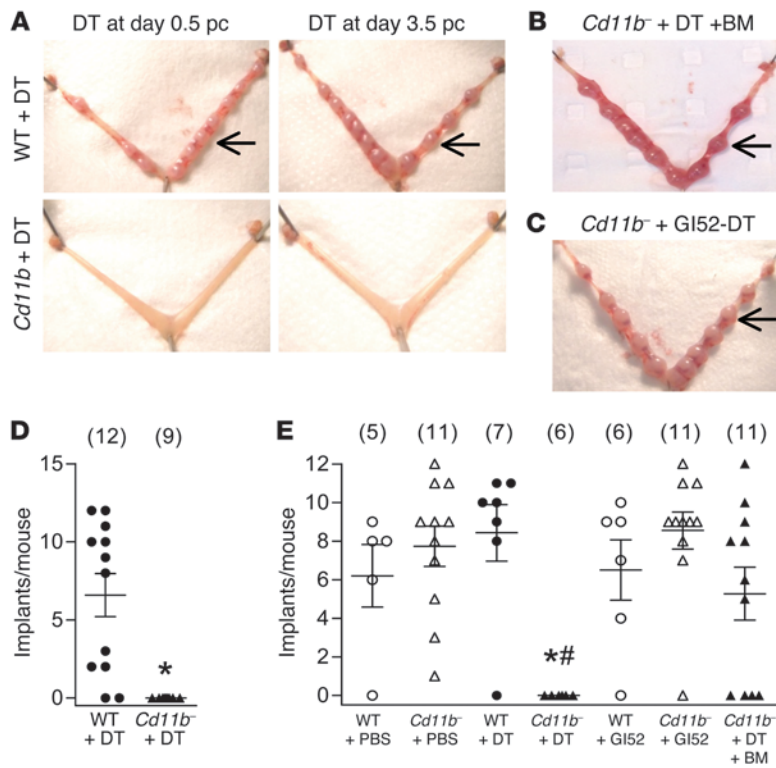 A
DT at day 0.5 pc
DT at day 3.5 pc
WT + DT
Cd11b + DT
B
Cd11b⁻ + DT +BM
C
Cd11b⁻ + GI52-DT
D
(12) (9)
Implants/mouse
15
10
5
0
*
WT + DT
Cd11b⁻ + DT
E
(5) (11) (7) (6) (6) (11) (11)
Implants/mouse
12
10
8
6
4
2
0
*#
WT + PBS
Cd11b⁻ + PBS
WT + DT
Cd11b⁻ + DT
WT + GI52
Cd11b⁻ + GI52
Cd11b⁻ + DT + BM